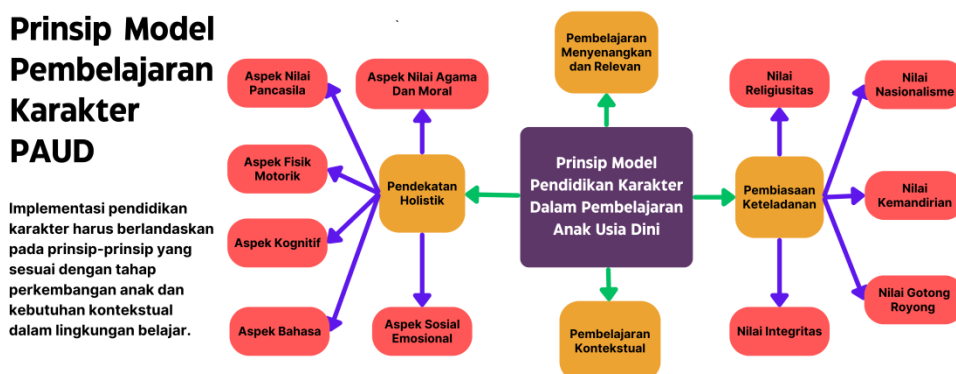 Prinsip Model
Pembelajaran
Karakter
PAUD
Implementasi pendidikan
karakter harus berlandaskan
pada prinsip-prinsip yang
sesuai dengan tahap
perkembangan anak dan
kebutuhan kontekstual
dalam lingkungan belajar.
Aspek Nilai
Pancasila
Aspek Nilai Agama
Dan Moral
Aspek Fisik
Motorik
Pendekatan
Holistik
Aspek Kognitif
Aspek Bahasa
Aspek Sosial
Emosional
Pembelajaran
Menyenangkan
dan Relevan
Prinsip Model
Pendidikan Karakter
Dalam Pembelajaran
Anak Usia Dini
Pembelajaran
Kontekstual
Nilai
Religiusitas
Nilai
Nasionalisme
Pembiasaan
Keteladanan
Nilai
Kemandirian
Nilai Integritas
Nilai Gotong
Royong